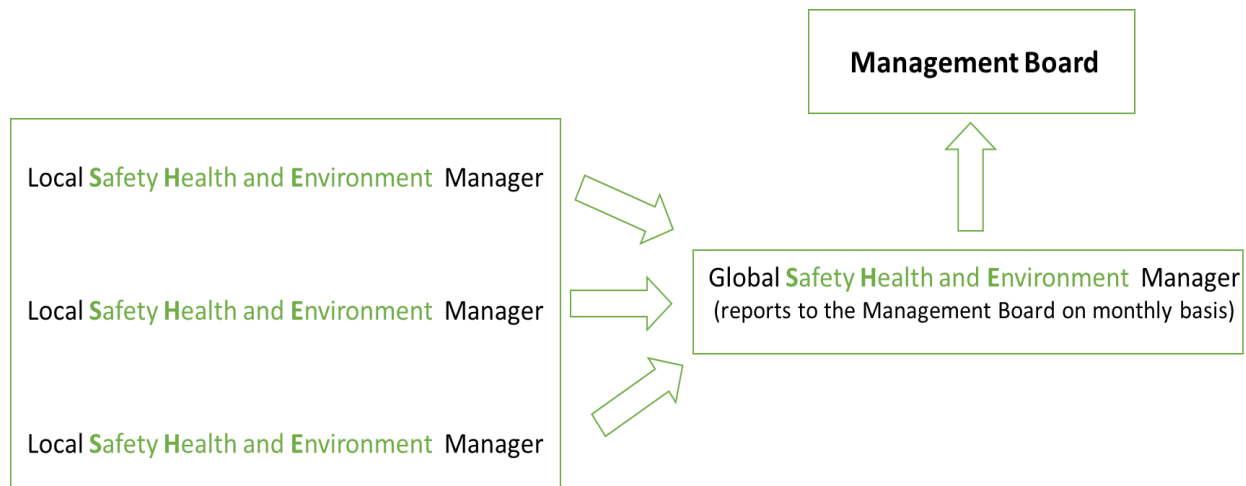 Management Board
Local Safety Health and Environment Manager
Local Safety Health and Environment Manager
Local Safety Health and Environment Manager
Global Safety Health and Environment Manager
(reports to the Management Board on monthly basis)